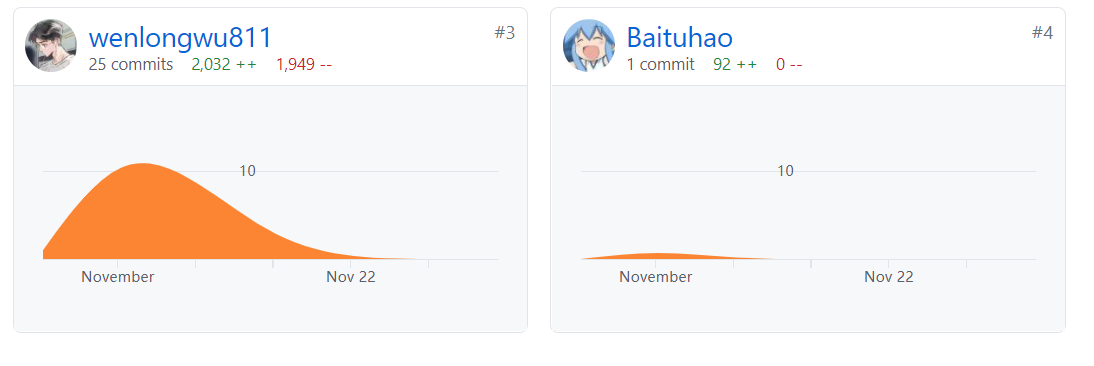 wenlongwu811
#3
25 commits 2,032 ++ 1,949 --
10
November Nov 22
Baituhao
#4
1 commit 92 ++ 0 --
10
November Nov 22